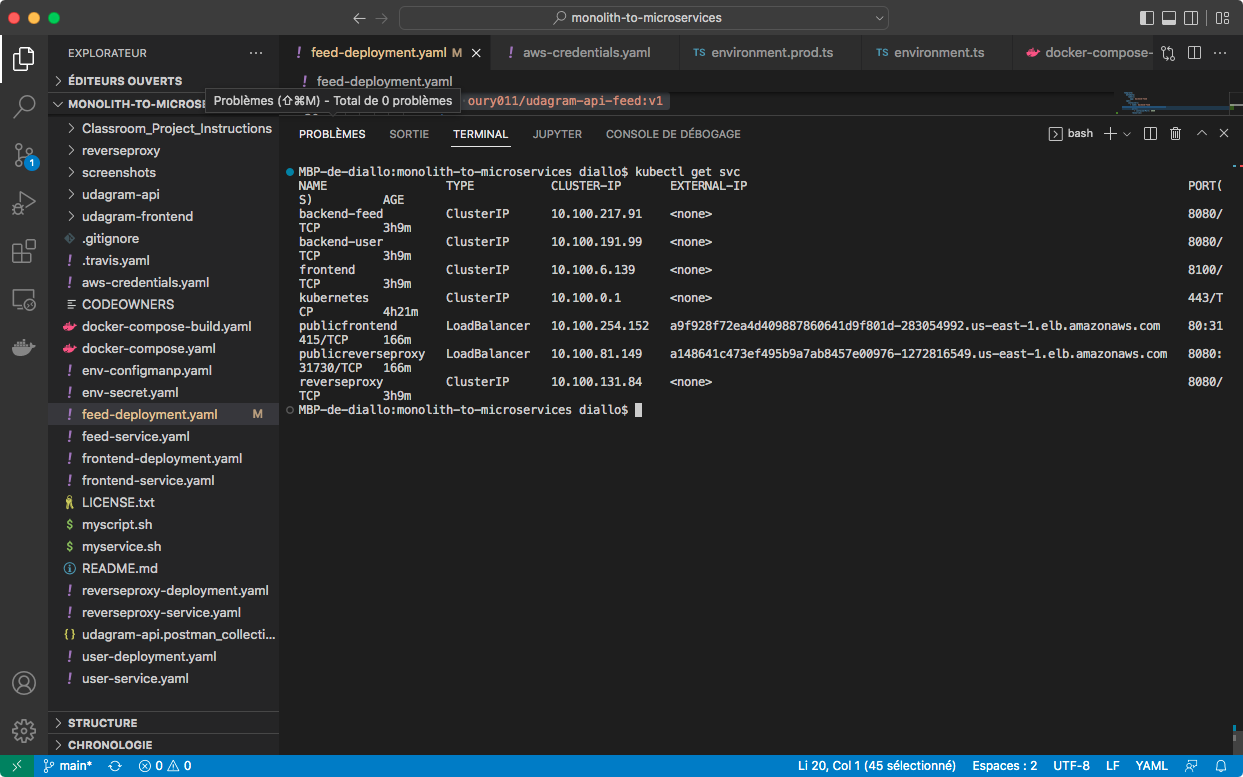 monolith-to-microservices
EXPLORATEUR
ÉDITEURS OUVERTS
MONOLITH-TO-MICROSE
Classroom_Project_Instructions
reverseproxy
screenshots
udagram-api
udagram-frontend
.gitignore
.travis.yaml
aws-credentials.yaml
CODEOWNERS
docker-compose-build.yaml
docker-compose.yaml
env-configmanp.yaml
env-secret.yaml
feed-deployment.yaml M
feed-service.yaml
frontend-deployment.yaml
frontend-service.yaml
LICENSE.txt
myscript.sh
myservice.sh
README.md
reverseproxy-deployment.yaml
reverseproxy-service.yaml
udagram-api.postman_collecti...
user-deployment.yaml
user-service.yaml
STRUCTURE
CHRONOLOGIE
1
feed-deployment.yaml M
aws-credentials.yaml
TS environment.prod.ts
TS environment.ts
docker-compose-
feed-deployment.yaml
Problèmes (⇧⌘M) - Total de 0 problèmes
oury011/udagram-api-feed:v1
PROBLÈMES SORTIE TERMINAL JUPYTER CONSOLE DE DÉBOGAGE
bash
MBP-de-diallo:monolith-to-microservices diallo$ kubectl get svc
NAME TYPE CLUSTER-IP EXTERNAL-IP PORT(
S) AGE
backend-feed ClusterIP 10.100.217.91 <none> 8080/
TCP 3h9m
backend-user ClusterIP 10.100.191.99 <none> 8080/
TCP 3h9m
frontend ClusterIP 10.100.6.139 <none> 8100/
TCP 3h9m
kubernetes ClusterIP 10.100.0.1 <none> 443/T
CP 4h21m
publicfrontend LoadBalancer 10.100.254.152 a9f928f72ea4d409887860641d9f801d-283054992.us-east-1.elb.amazonaws.com 80:31
415/TCP 166m
publicreverseproxy LoadBalancer 10.100.81.149 a148641c473ef495b9a7ab8457e00976-1272816549.us-east-1.elb.amazonaws.com 8080:
31730/TCP 166m
reverseproxy ClusterIP 10.100.131.84 <none> 8080/
TCP 3h9m
MBP-de-diallo:monolith-to-microservices diallo$
main* 0 0 Li 20, Col 1 (45 sélectionné) Espaces : 2 UTF-8 LF YAML